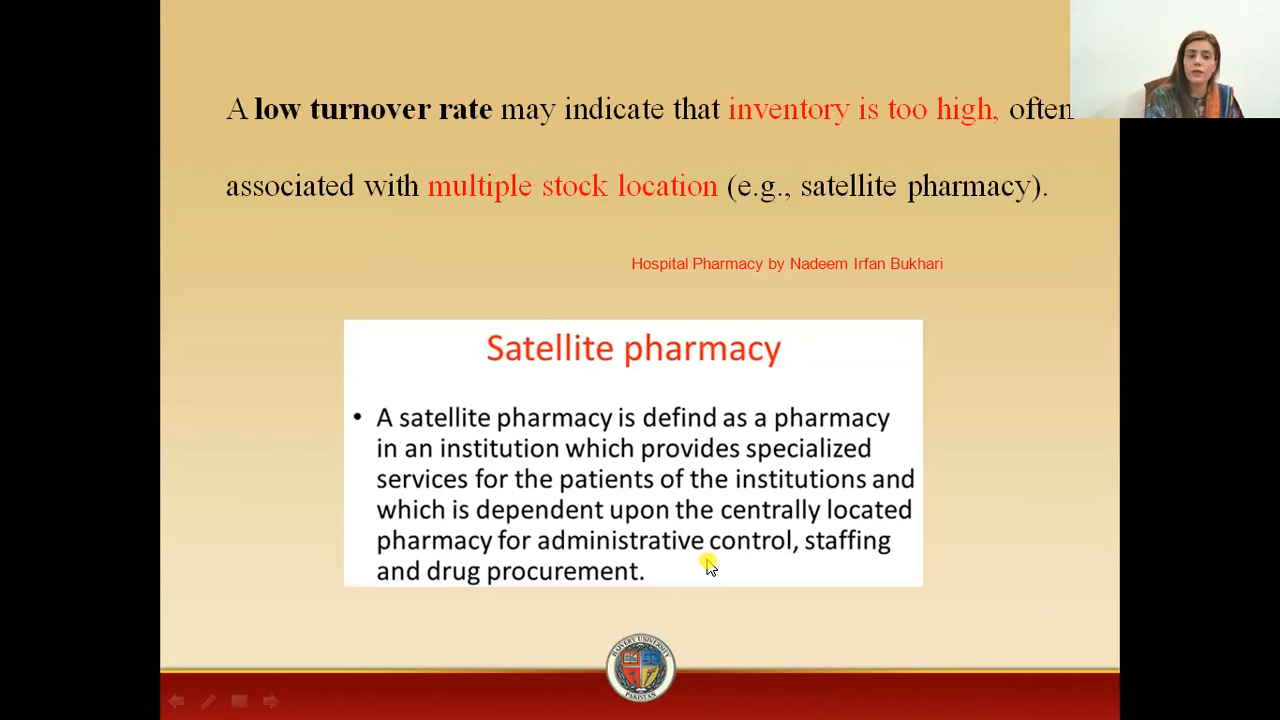 A low turnover rate may indicate that inventory is too high, often
associated with multiple stock location (e.g., satellite pharmacy).
Hospital Pharmacy by Nadeem Irfan Bukhari
Satellite pharmacy
• A satellite pharmacy is defind as a pharmacy
in an institution which provides specialized
services for the patients of the institutions and
which is dependent upon the centrally located
pharmacy for administrative control, staffing
and drug procurement.
PAKISTAN